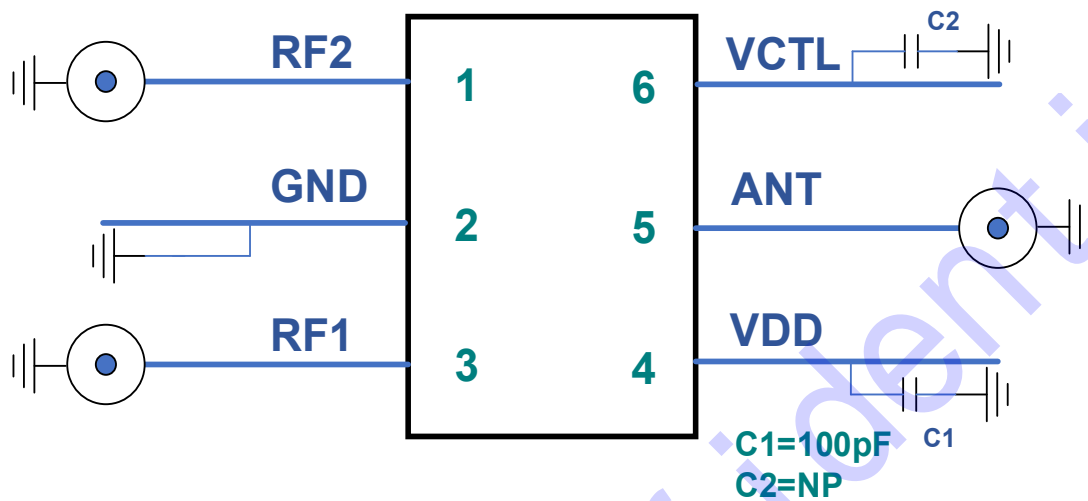 C2
RF2
VCTL
1
6
GND
ANT
2
5
RF1
VDD
3
4
C1
C1=100pF
C2=NP